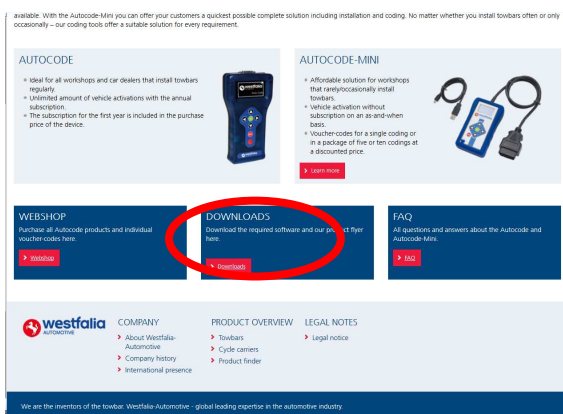 available. With the Autocode-Mini you can offer your customers a quickest possible complete solution including installation and coding. No matter whether you install towbars often or only
occasionally – our coding tools offer a suitable solution for every requirement.
AUTOCODE
Ideal for all workshops and car dealers that install towbars
regularly.
Unlimited amount of vehicle activations with the annual
subscription.
The subscription for the first year is included in the purchase
price of the device.
westfalia
AUTOCODE-MINI
Affordable solution for workshops
that rarely/occasionally install
towbars.
Vehicle activation without
subscription on an as-and-when
basis.
Voucher-codes for a single coding or
in a package of five or ten codings at
a discounted price.
Learn more
WEBSHOP
Purchase all Autocode products and individual
voucher-codes here.
Webshop
DOWNLOADS
Download the required software and our product flyer
here.
Downloads
FAQ
All questions and answers about the Autocode and
Autocode-Mini.
FAQ
westfalia
AUTOMOTIVE
COMPANY
About Westfalia-
Automotive
Company history
International presence
PRODUCT OVERVIEW
Towbars
Cycle carriers
Product finder
LEGAL NOTES
Legal notice
We are the inventors of the towbar. Westfalia-Automotive - global leading expertise in the automotive industry.